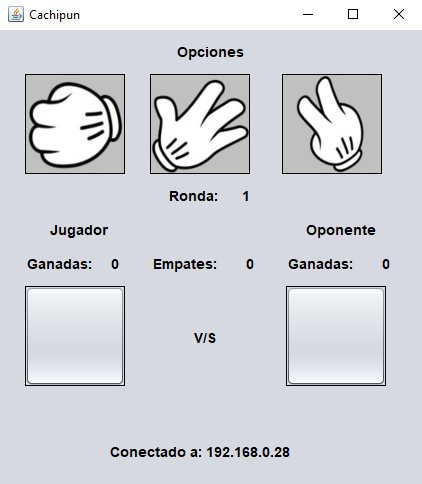 Cachipun
Opciones
Ronda: 1
Jugador Oponente
Ganadas: 0 Empates: 0 Ganadas: 0
V/S
Conectado a: 192.168.0.28